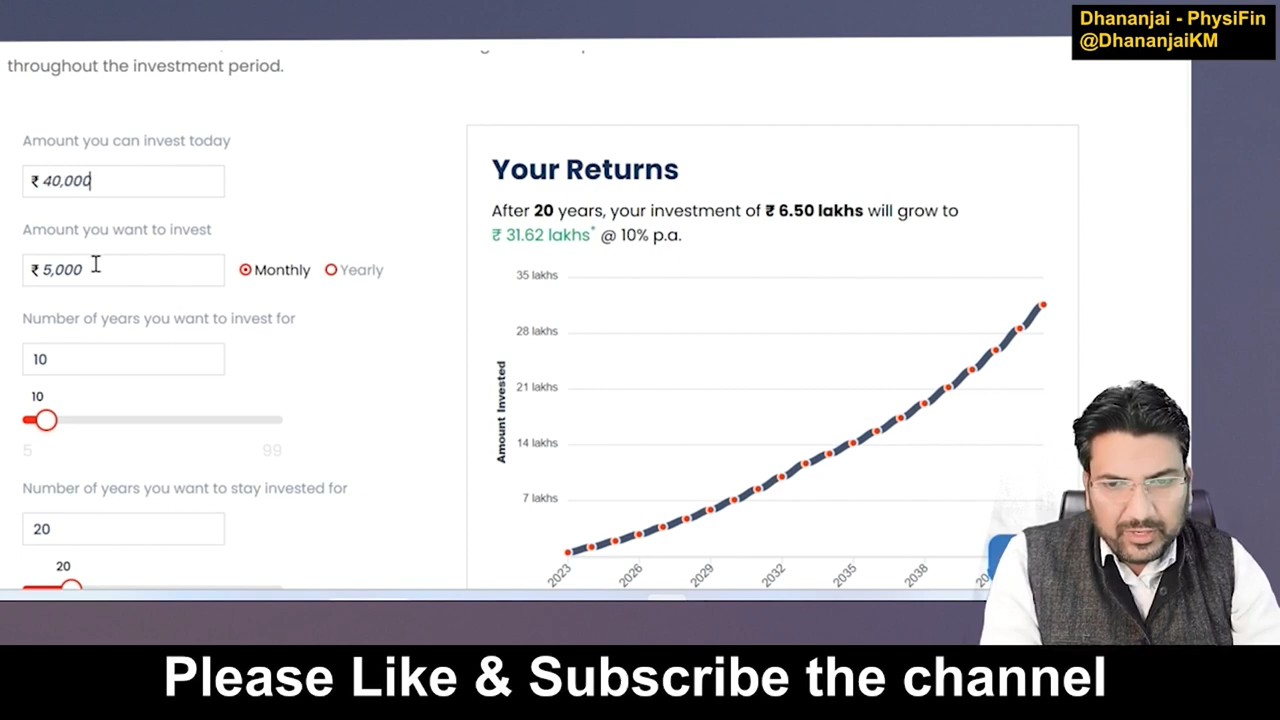 Dhananjai - PhysiFin
@DhananjaiKM
throughout the investment period.
Amount you can invest today
₹ 40,000
Amount you want to invest
₹ 5,000
Monthly
Yearly
Number of years you want to invest for
10
10
5
99
Number of years you want to stay invested for
20
20
Your Returns
After 20 years, your investment of ₹ 6.50 lakhs will grow to
₹ 31.62 lakhs* @ 10% p.a.
35 lakhs
28 lakhs
21 lakhs
14 lakhs
7 lakhs
Amount Invested
2023
2026
2029
2032
2035
2038
Please Like & Subscribe the channel